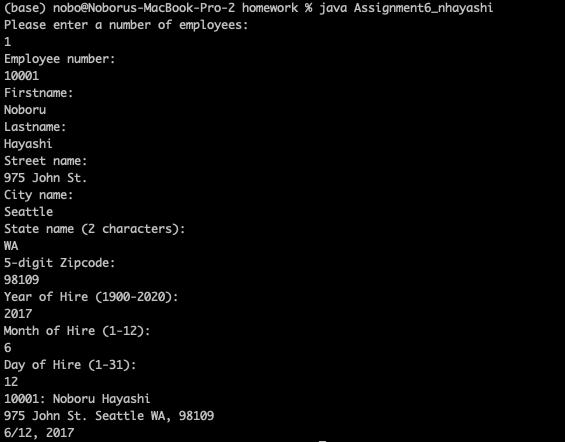 (base) nobo@Noborus-MacBook-Pro-2 homework % java Assignment6_nhayashi
Please enter a number of employees:
1
Employee number:
10001
Firstname:
Noboru
Lastname:
Hayashi
Street name:
975 John St.
City name:
Seattle
State name (2 characters):
WA
5-digit Zipcode:
98109
Year of Hire (1900-2020):
2017
Month of Hire (1-12):
6
Day of Hire (1-31):
12
10001: Noboru Hayashi
975 John St. Seattle WA, 98109
6/12, 2017